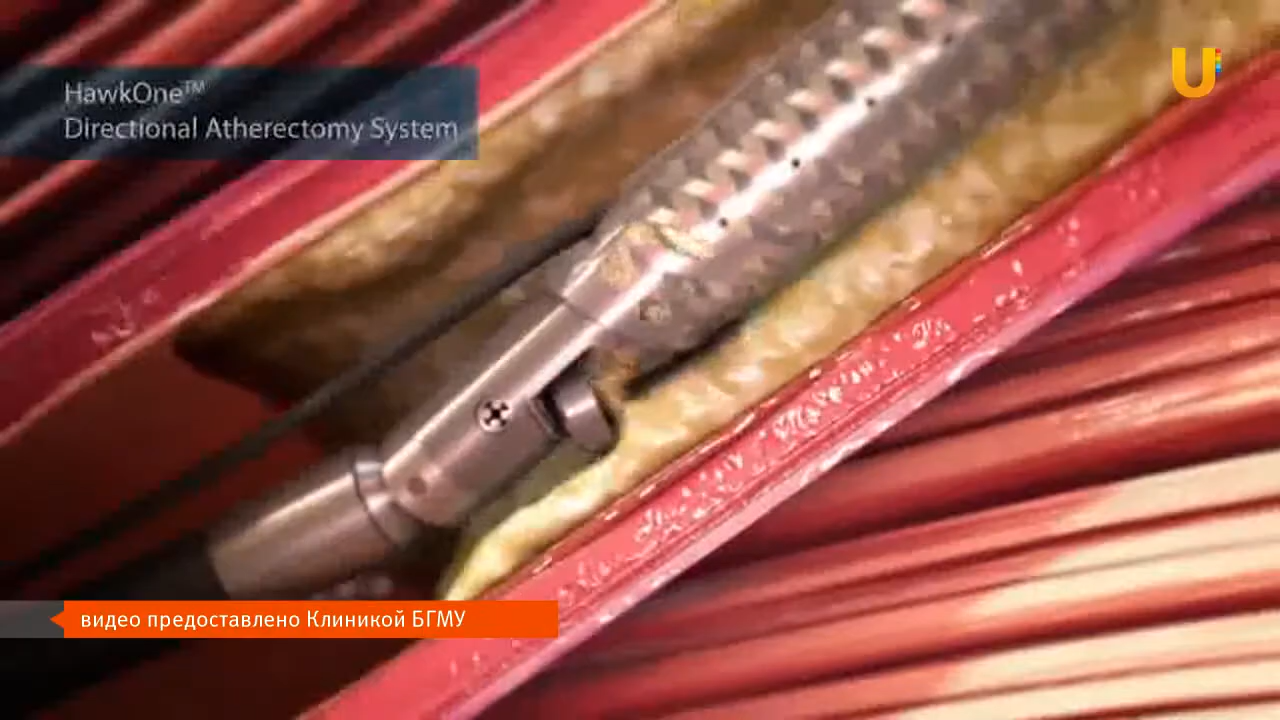 HawkOne™
Directional Atherectomy System
U
видео предоставлено Клиникой БГМУ